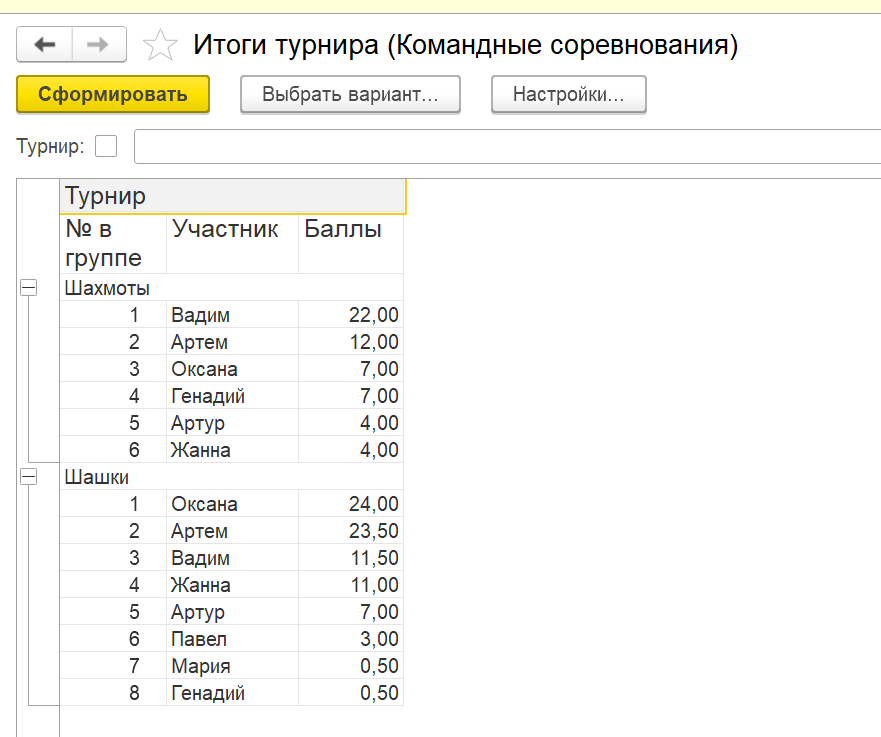 Итоги турнира (Командные соревнования)
Сформировать Выбрать вариант... Настройки...
Турнир:
Турнир
№ в группе Участник Баллы
Шахмоты
1 Вадим 22,00
2 Артем 12,00
3 Оксана 7,00
4 Генадий 7,00
5 Артур 4,00
6 Жанна 4,00
Шашки
1 Оксана 24,00
2 Артем 23,50
3 Вадим 11,50
4 Жанна 11,00
5 Артур 7,00
6 Павел 3,00
7 Мария 0,50
8 Генадий 0,50